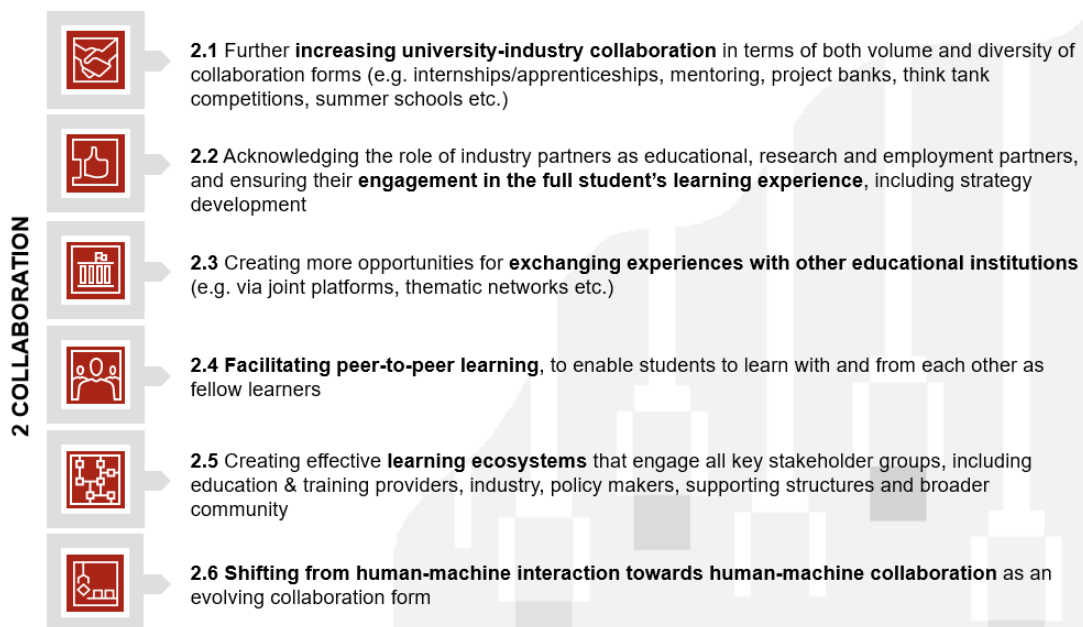 2 COLLABORATION
2.1 Further increasing university-industry collaboration in terms of both volume and diversity of
collaboration forms (e.g. internships/apprenticeships, mentoring, project banks, think tank
competitions, summer schools etc.)
2.2 Acknowledging the role of industry partners as educational, research and employment partners,
and ensuring their engagement in the full student’s learning experience, including strategy
development
2.3 Creating more opportunities for exchanging experiences with other educational institutions
(e.g. via joint platforms, thematic networks etc.)
2.4 Facilitating peer-to-peer learning, to enable students to learn with and from each other as
fellow learners
2.5 Creating effective learning ecosystems that engage all key stakeholder groups, including
education & training providers, industry, policy makers, supporting structures and broader
community
2.6 Shifting from human-machine interaction towards human-machine collaboration as an
evolving collaboration form